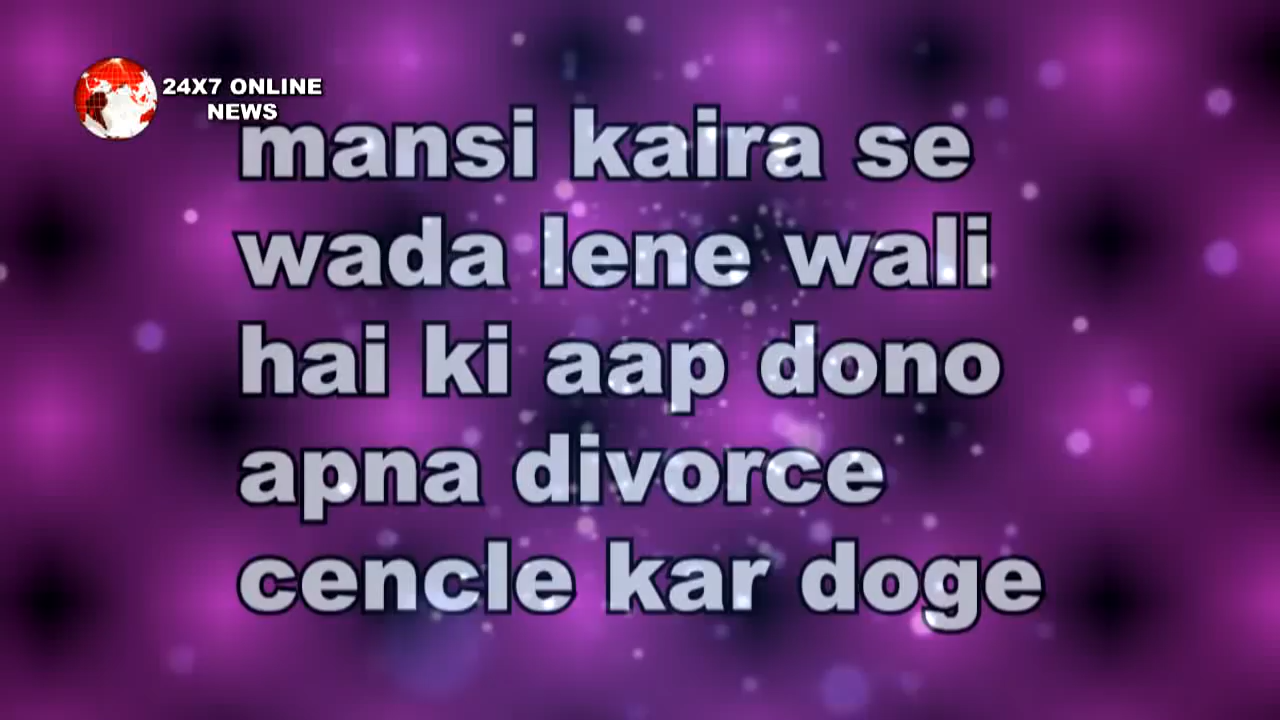 24X7 ONLINE
NEWS
mansi kaira se
wada lene wali
hai ki aap dono
apna divorce
cencle kar doge